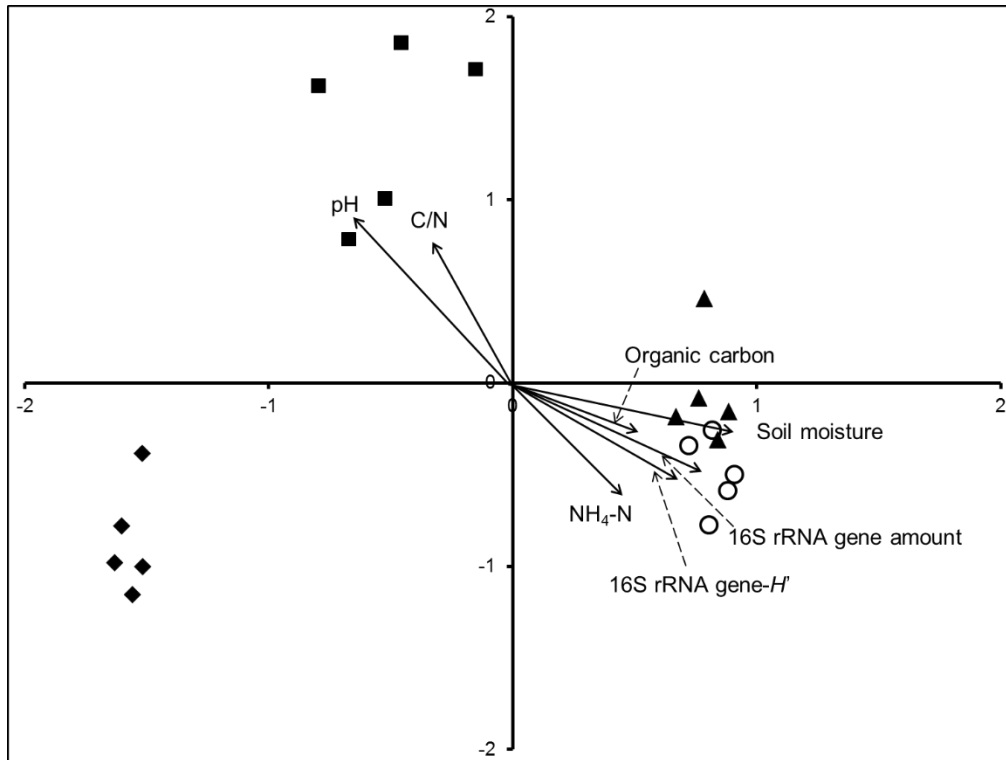 2
pH
C/N
1
Organic carbon
-2
-1
0
0
1
2
Soil moisture
NH₄-N
16S rRNA gene amount
16S rRNA gene-H'
-1
-2